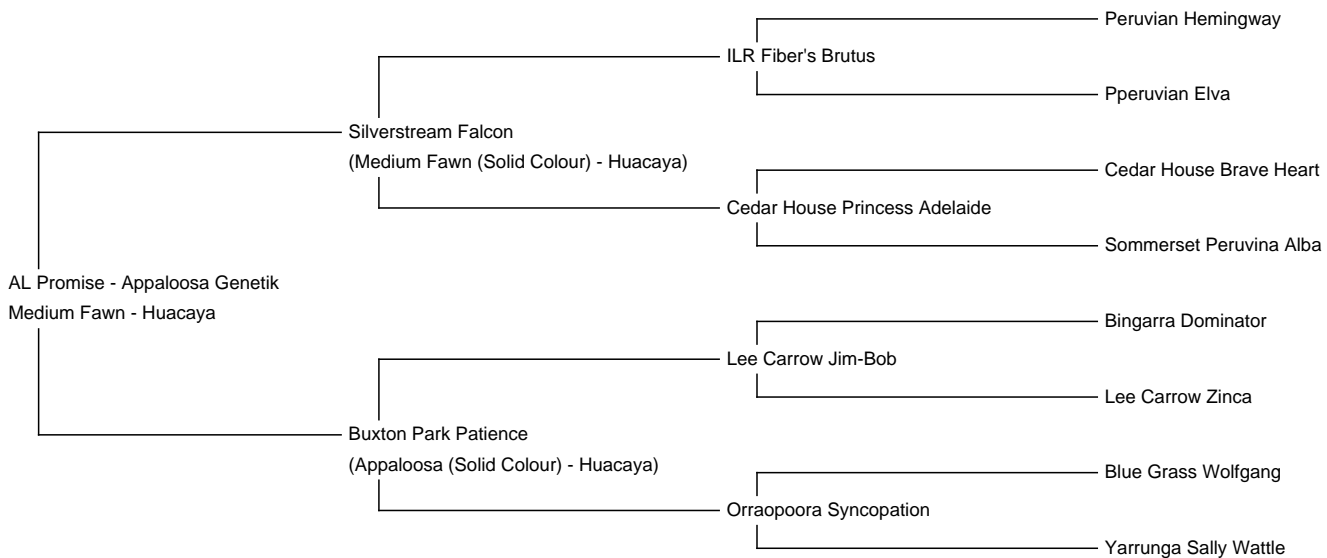 Peruvian Hemingway
ILR Fiber's Brutus
Pperuvian Elva
Silverstream Falcon
(Medium Fawn (Solid Colour) - Huacaya)
Cedar House Brave Heart
Cedar House Princess Adelaide
Sommerset Peruvina Alba
AL Promise - Appaloosa Genetik
Medium Fawn - Huacaya
Bingarra Dominator
Lee Carrow Jim-Bob
Lee Carrow Zinca
Buxton Park Patience
(Appaloosa (Solid Colour) - Huacaya)
Blue Grass Wolfgang
Orraopoora Syncopation
Yarrunga Sally Wattle